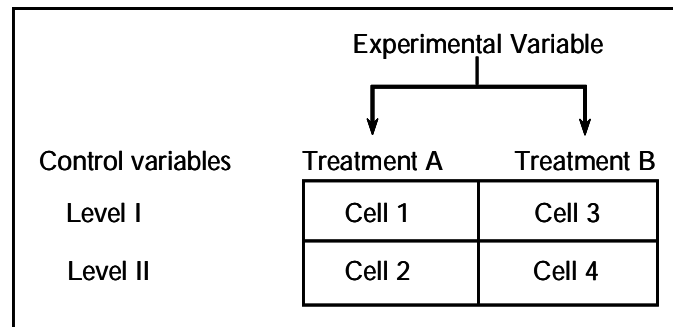 Experimental Variable
Control variables Treatment A Treatment B
Level I Cell 1 Cell 3
Level II Cell 2 Cell 4